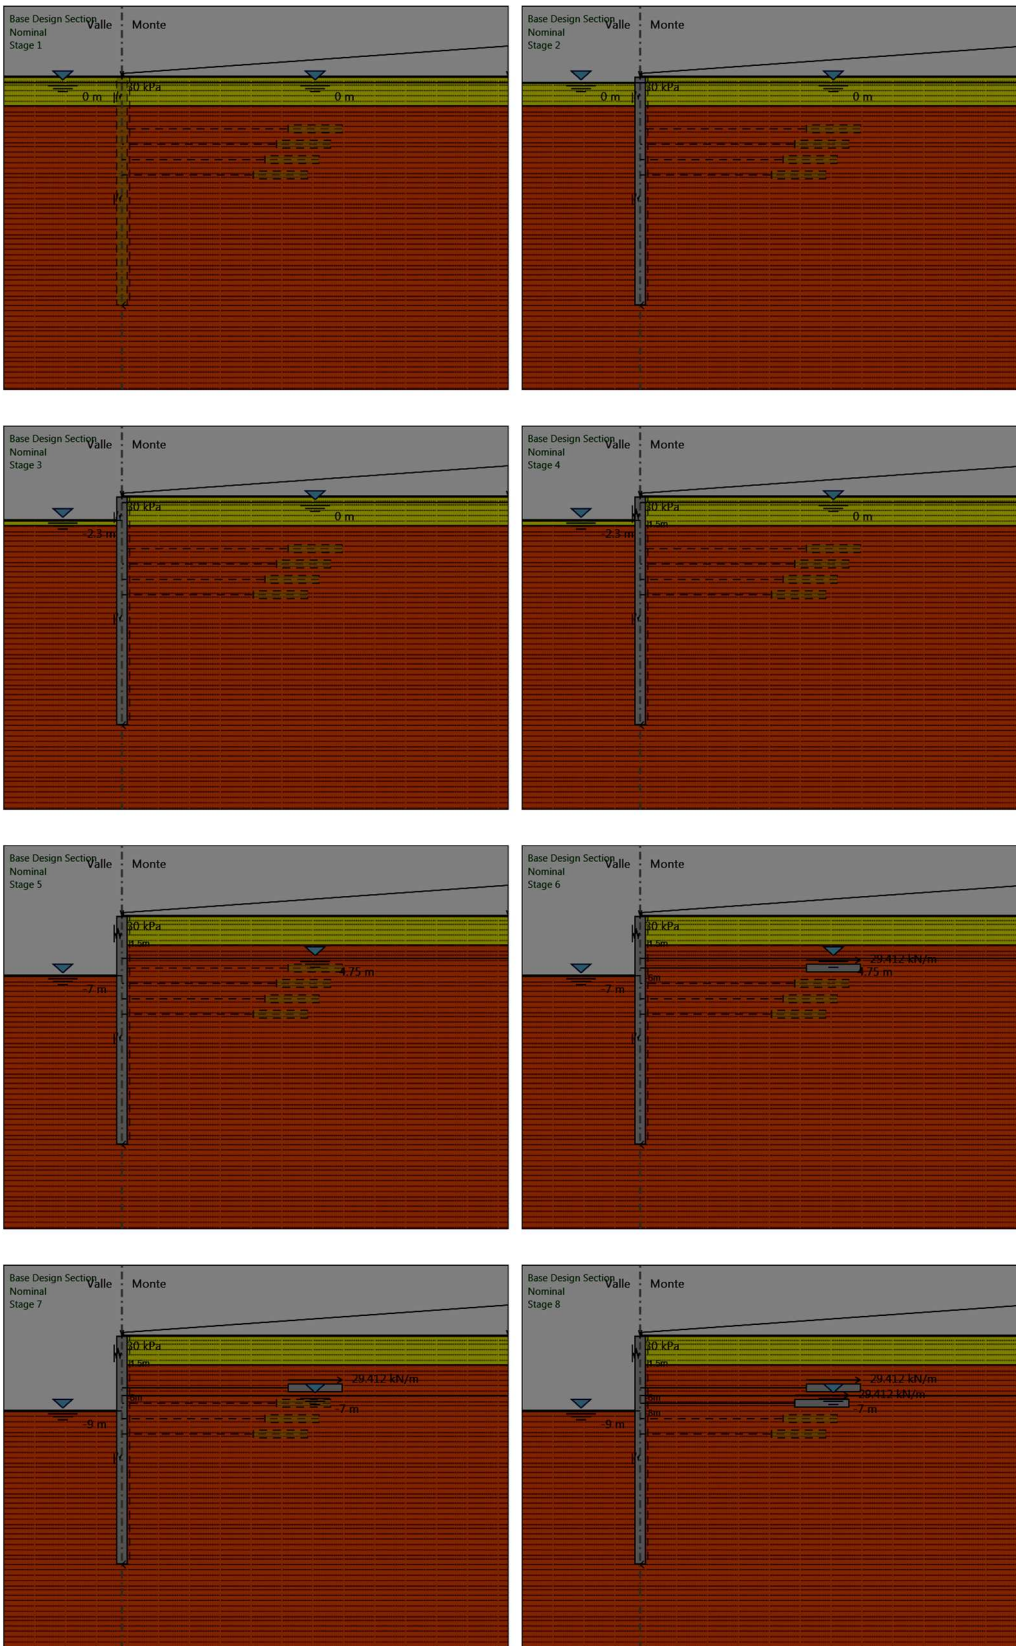 Base Design Section
Nominal
Stage 1
Valle
Monte
30 kPa
0 m
0 m
Base Design Section
Nominal
Stage 2
Valle
Monte
30 kPa
0 m
0 m
Base Design Section
Nominal
Stage 3
Valle
Monte
30 kPa
0 m
-2.3 m
Base Design Section
Nominal
Stage 4
Valle
Monte
30 kPa
0 m
-2.3 m
Base Design Section
Nominal
Stage 5
Valle
Monte
30 kPa
-7 m
Base Design Section
Nominal
Stage 6
Valle
Monte
30 kPa
29.412 kN/m
-7 m
Base Design Section
Nominal
Stage 7
Valle
Monte
30 kPa
29.412 kN/m
-7 m
-9 m
Base Design Section
Nominal
Stage 8
Valle
Monte
30 kPa
29.412 kN/m
29.412 kN/m
-7 m
-9 m